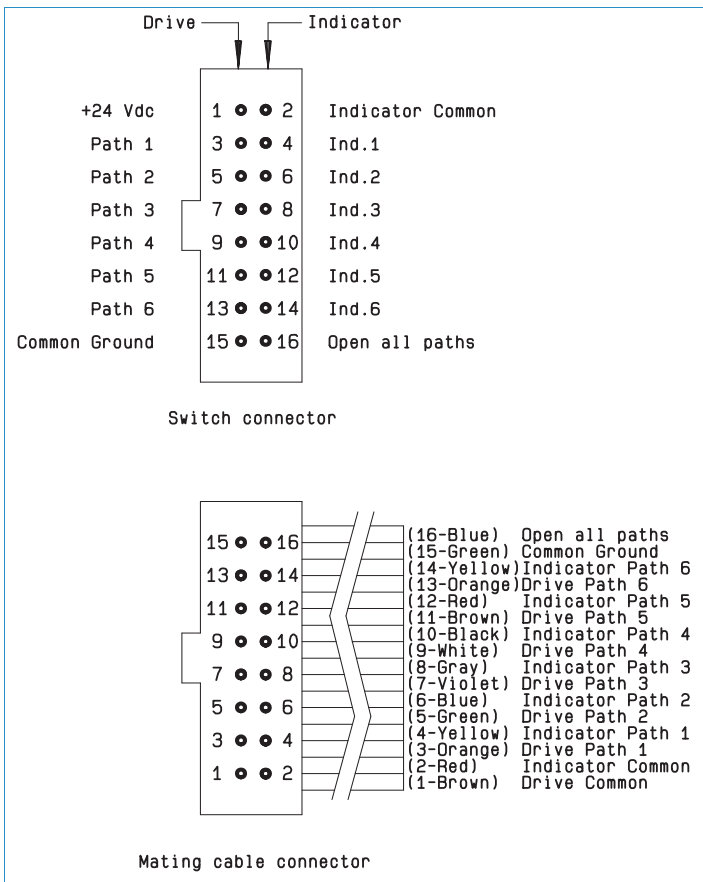 Drive Indicator
+24 Vdc 1 2 Indicator Common
Path 1 3 4 Ind.1
Path 2 5 6 Ind.2
Path 3 7 8 Ind.3
Path 4 9 10 Ind.4
Path 5 11 12 Ind.5
Path 6 13 14 Ind.6
Common Ground 15 16 Open all paths
Switch connector
15 16
13 14
11 12
9 10
7 8
5 6
3 4
1 2
(16-Blue) Open all paths
(15-Green) Common Ground
(14-Yellow)Indicator Path 6
(13-Orange)Drive Path 6
(12-Red) Indicator Path 5
(11-Brown) Drive Path 5
(10-Black) Indicator Path 4
(9-White) Drive Path 4
(8-Gray) Indicator Path 3
(7-Violet) Drive Path 3
(6-Blue) Indicator Path 2
(5-Green) Drive Path 2
(4-Yellow) Indicator Path 1
(3-Orange) Drive Path 1
(2-Red) Indicator Common
(1-Brown) Drive Common
Mating cable connector